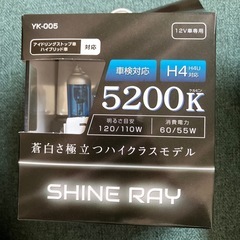 YK-005
12V車専用
アイドリングストップ車
ハイブリッド車
対応
車検対応
H4
H4U
対応
5200K
ケルビン
明るさ目安
120/110W
消費電力
60/55W
蒼白さ極立つハイクラスモデル
SHINE RAY